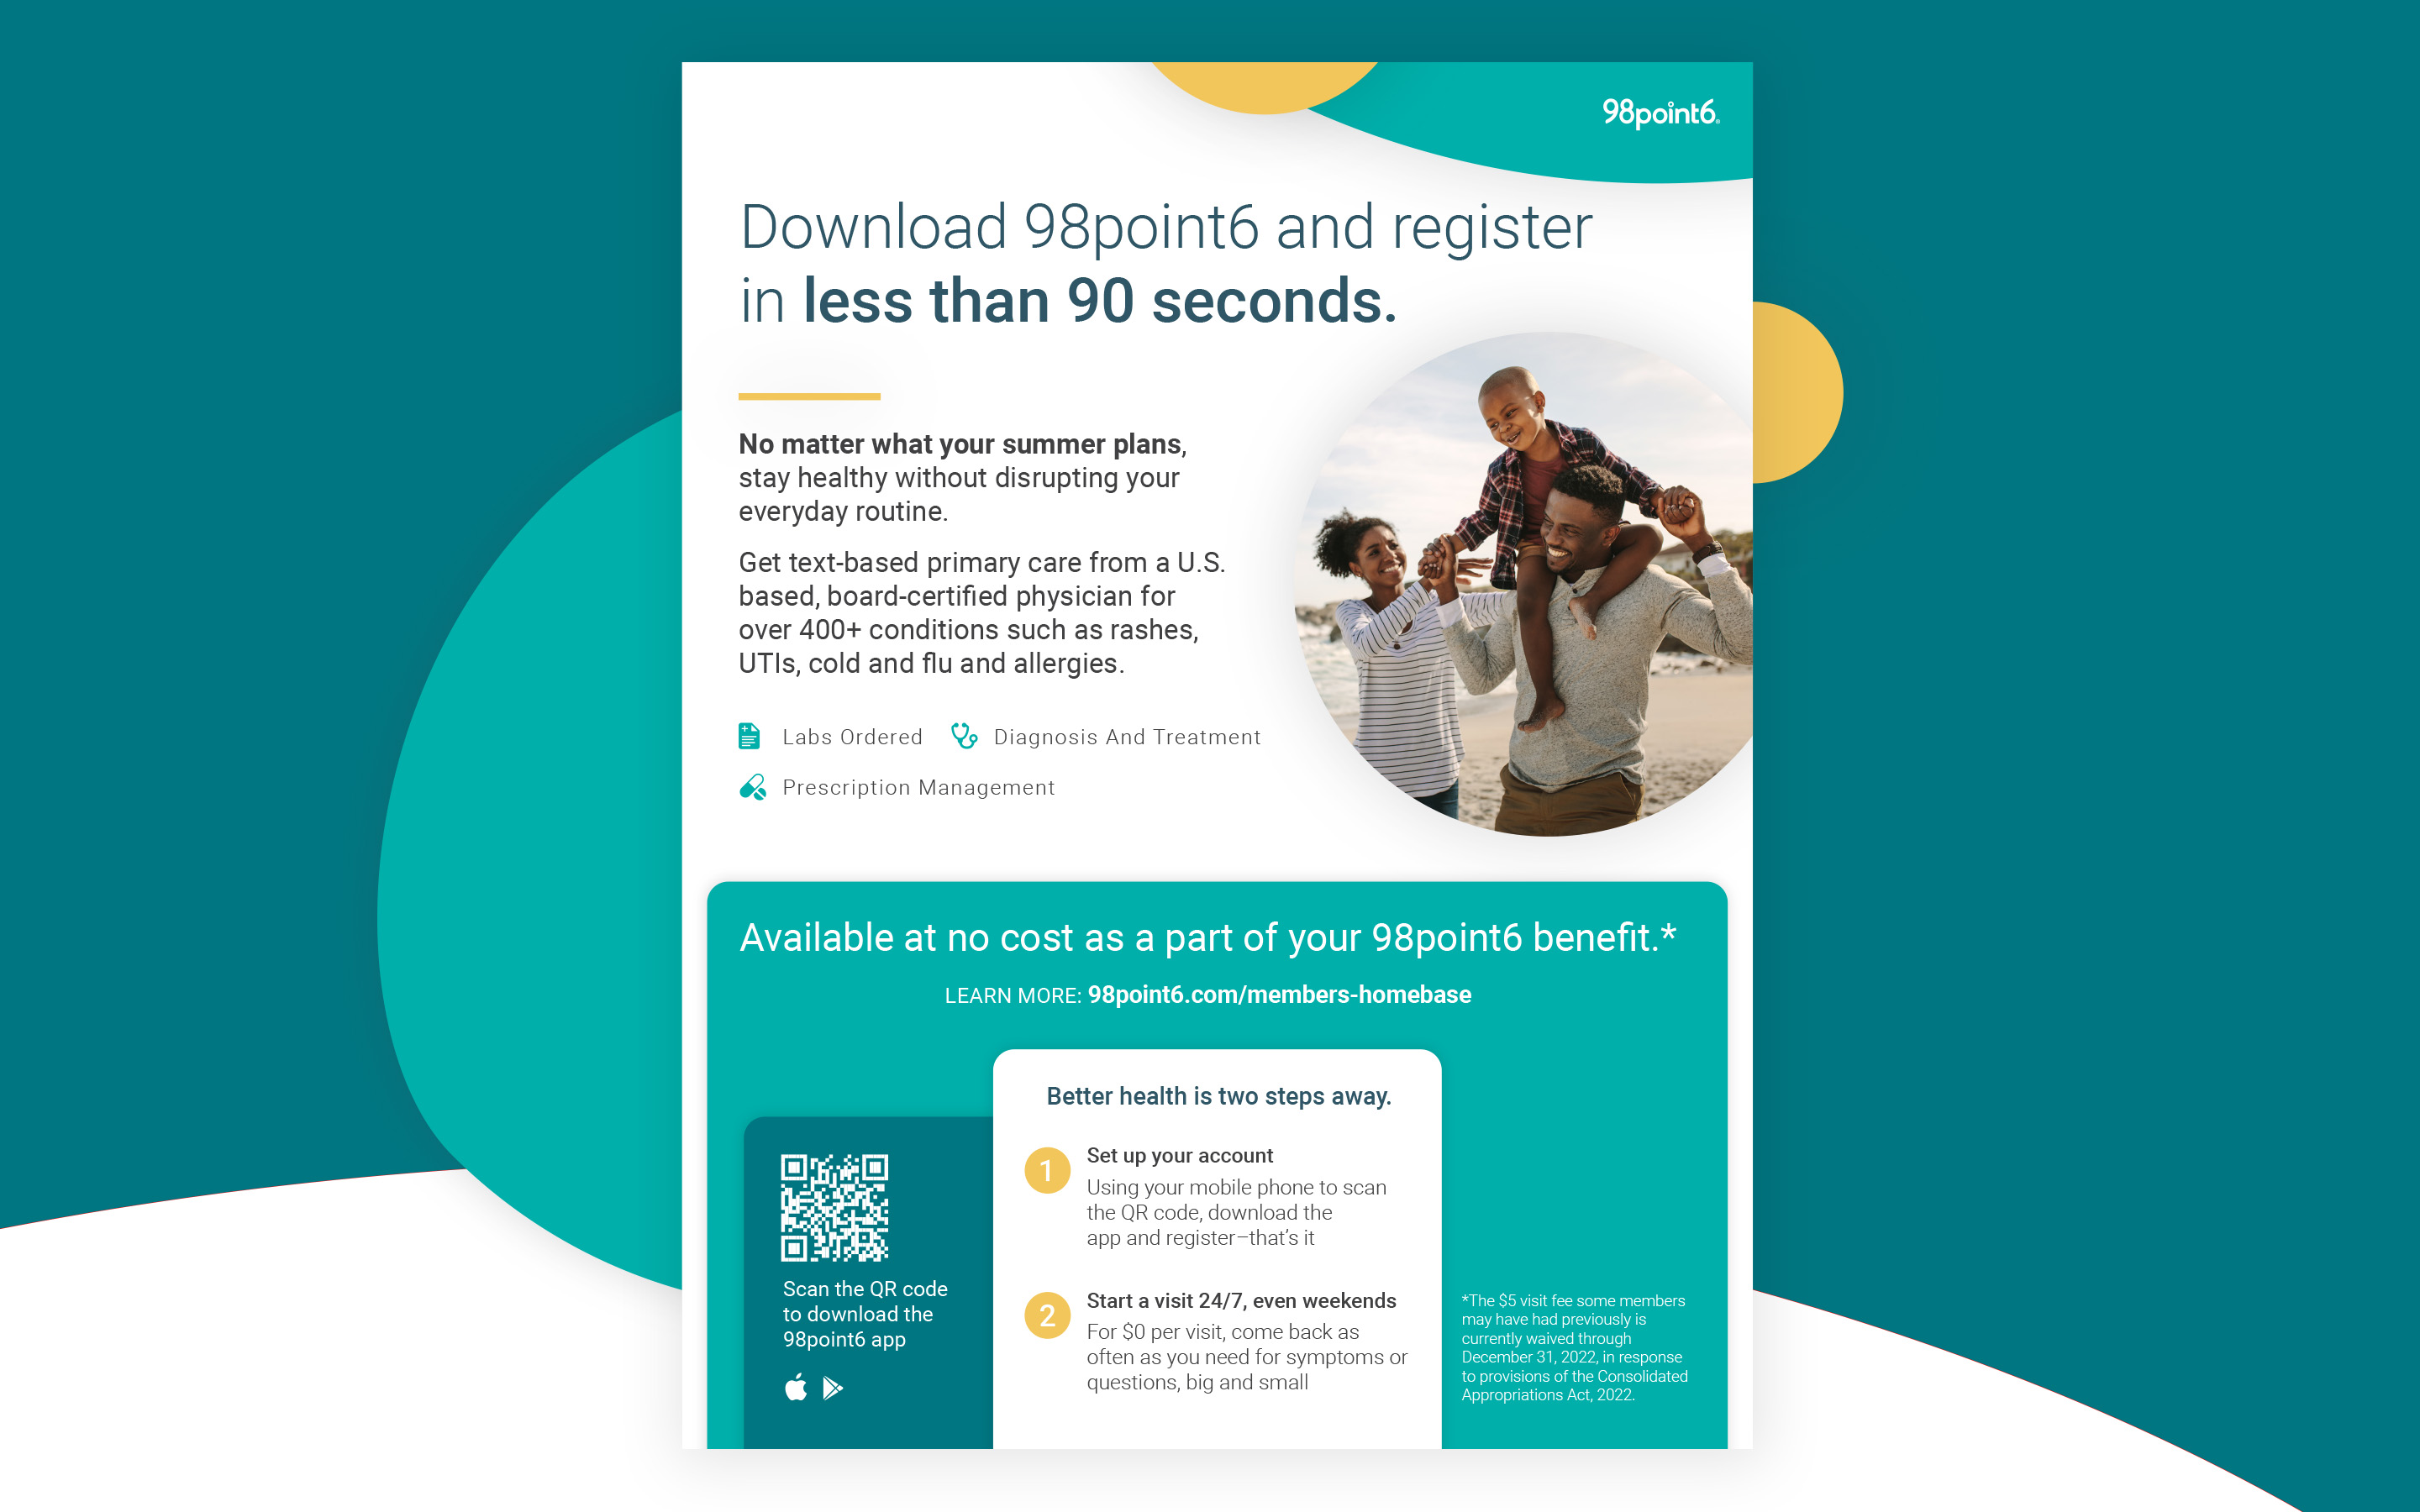 98point6®
Download 98point6 and register
in less than 90 seconds.
No matter what your summer plans,
stay healthy without disrupting your
everyday routine.
Get text-based primary care from a U.S.
based, board-certified physician for
over 400+ conditions such as rashes,
UTIs, cold and flu and allergies.
Labs Ordered
Diagnosis And Treatment
Prescription Management
Available at no cost as a part of your 98point6 benefit.*
LEARN MORE: 98point6.com/members-homebase
Scan the QR code
to download the
98point6 app
Better health is two steps away.
1
Set up your account
Using your mobile phone to scan
the QR code, download the
app and register–that’s it
2
Start a visit 24/7, even weekends
For $0 per visit, come back as
often as you need for symptoms or
questions, big and small
*The $5 visit fee some members
may have had previously is
currently waived through
December 31, 2022, in response
to provisions of the Consolidated
Appropriations Act, 2022.